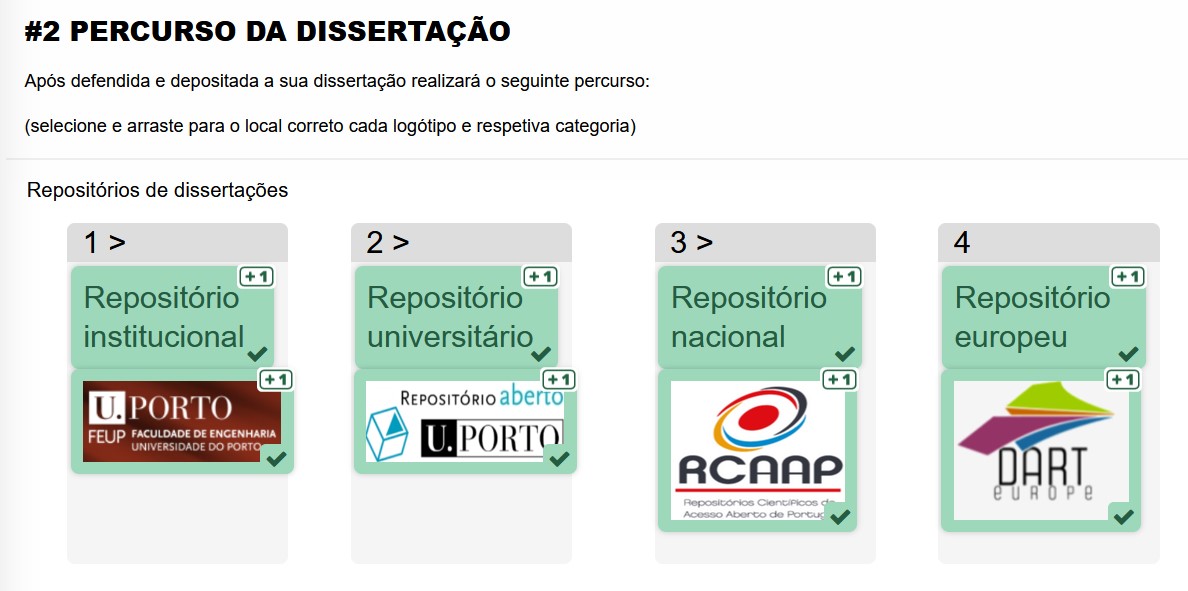 #2 PERCURSO DA DISSERTAÇÃO
Após defendida e depositada a sua dissertação realizará o seguinte percurso:
(selecione e arraste para o local correto cada logótipo e respetiva categoria)
Repositórios de dissertações
1 >
+1
Repositório
institucional
+1
U.PORTO
FEUP FACULDADE DE ENGENHARIA
UNIVERSIDADE DO PORTO
2 >
+1
Repositório
universitário
+1
REPOSITÓRIO aberto
U.PORTO
3 >
+1
Repositório
nacional
+1
RCAAP
Repositórios Científicos de
Acesso Aberto de Portug
4
+1
Repositório
europeu
+1
DART
europe